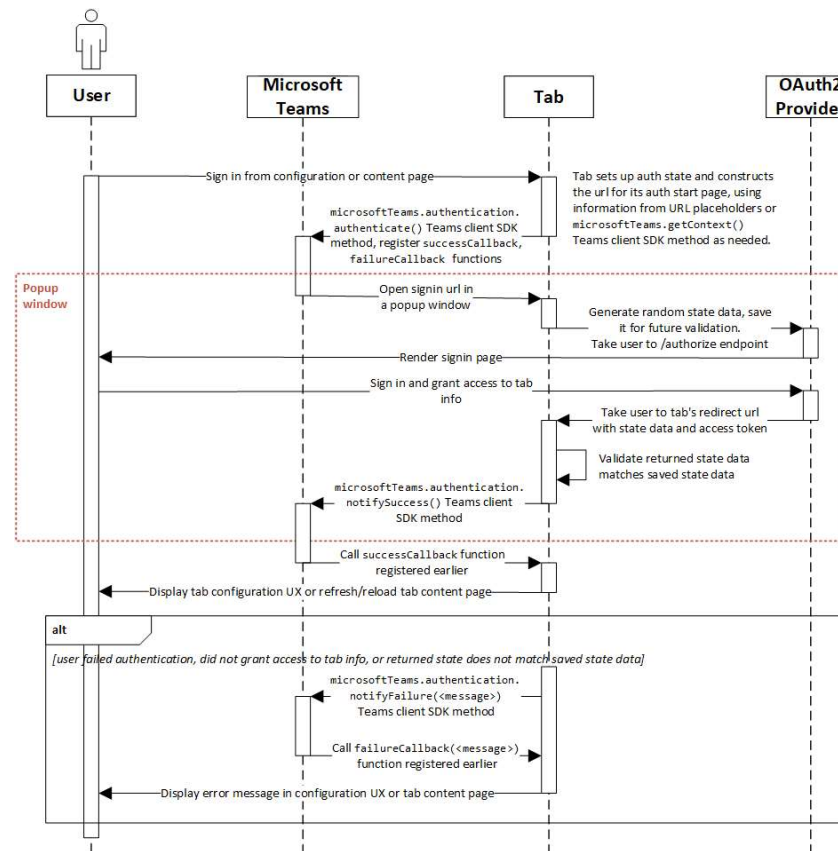 User
Microsoft
Teams
Tab
OAuth2
Provide
Sign in from configuration or content page
Tab sets up auth state and constructs
the url for its auth start page, using
information from URL placeholders or
microsoftTeams.getContext()
Teams client SDK method as needed.
microsoftTeams.authentication.
authenticate() Teams client SDK
method, register successCallback,
failureCallback functions
Popup
window
Open signin url in
a popup window
Generate random state data, save
it for future validation.
Take user to /authorize endpoint
Render signin page
Sign in and grant access to tab
info
Take user to tab's redirect url
with state data and access token
Validate returned state data
matches saved state data
microsoftTeams.authentication.
notifySuccess() Teams client
SDK method
Call successCallback function
registered earlier
Display tab configuration UX or refresh/reload tab content page
alt
[user failed authentication, did not grant access to tab info, or returned state does not match saved state data]
microsoftTeams.authentication.
notifyFailure(<message>)
Teams client SDK method
Call failureCallback(<message>)
function registered earlier
Display error message in configuration UX or tab content page